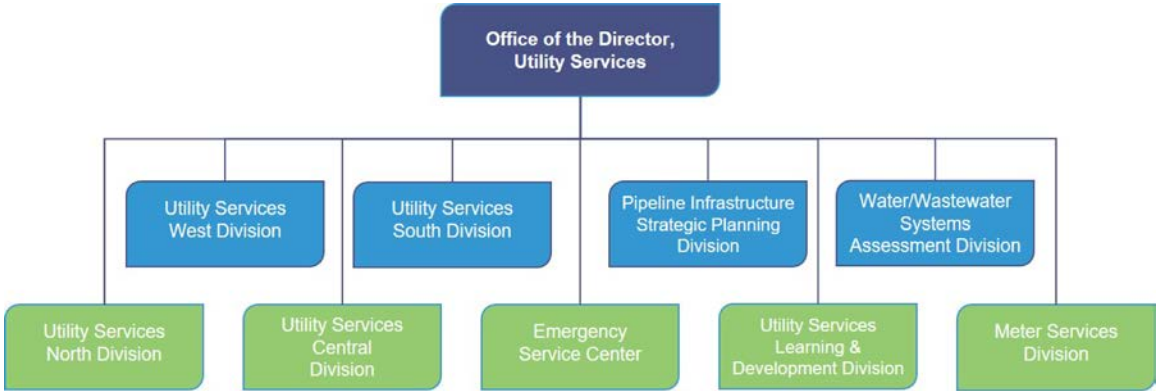 Office of the Director,
Utility Services
Utility Services
West Division
Utility Services
South Division
Pipeline Infrastructure
Strategic Planning
Division
Water/Wastewater
Systems
Assessment Division
Utility Services
North Division
Utility Services
Central
Division
Emergency
Service Center
Utility Services
Learning &
Development Division
Meter Services
Division